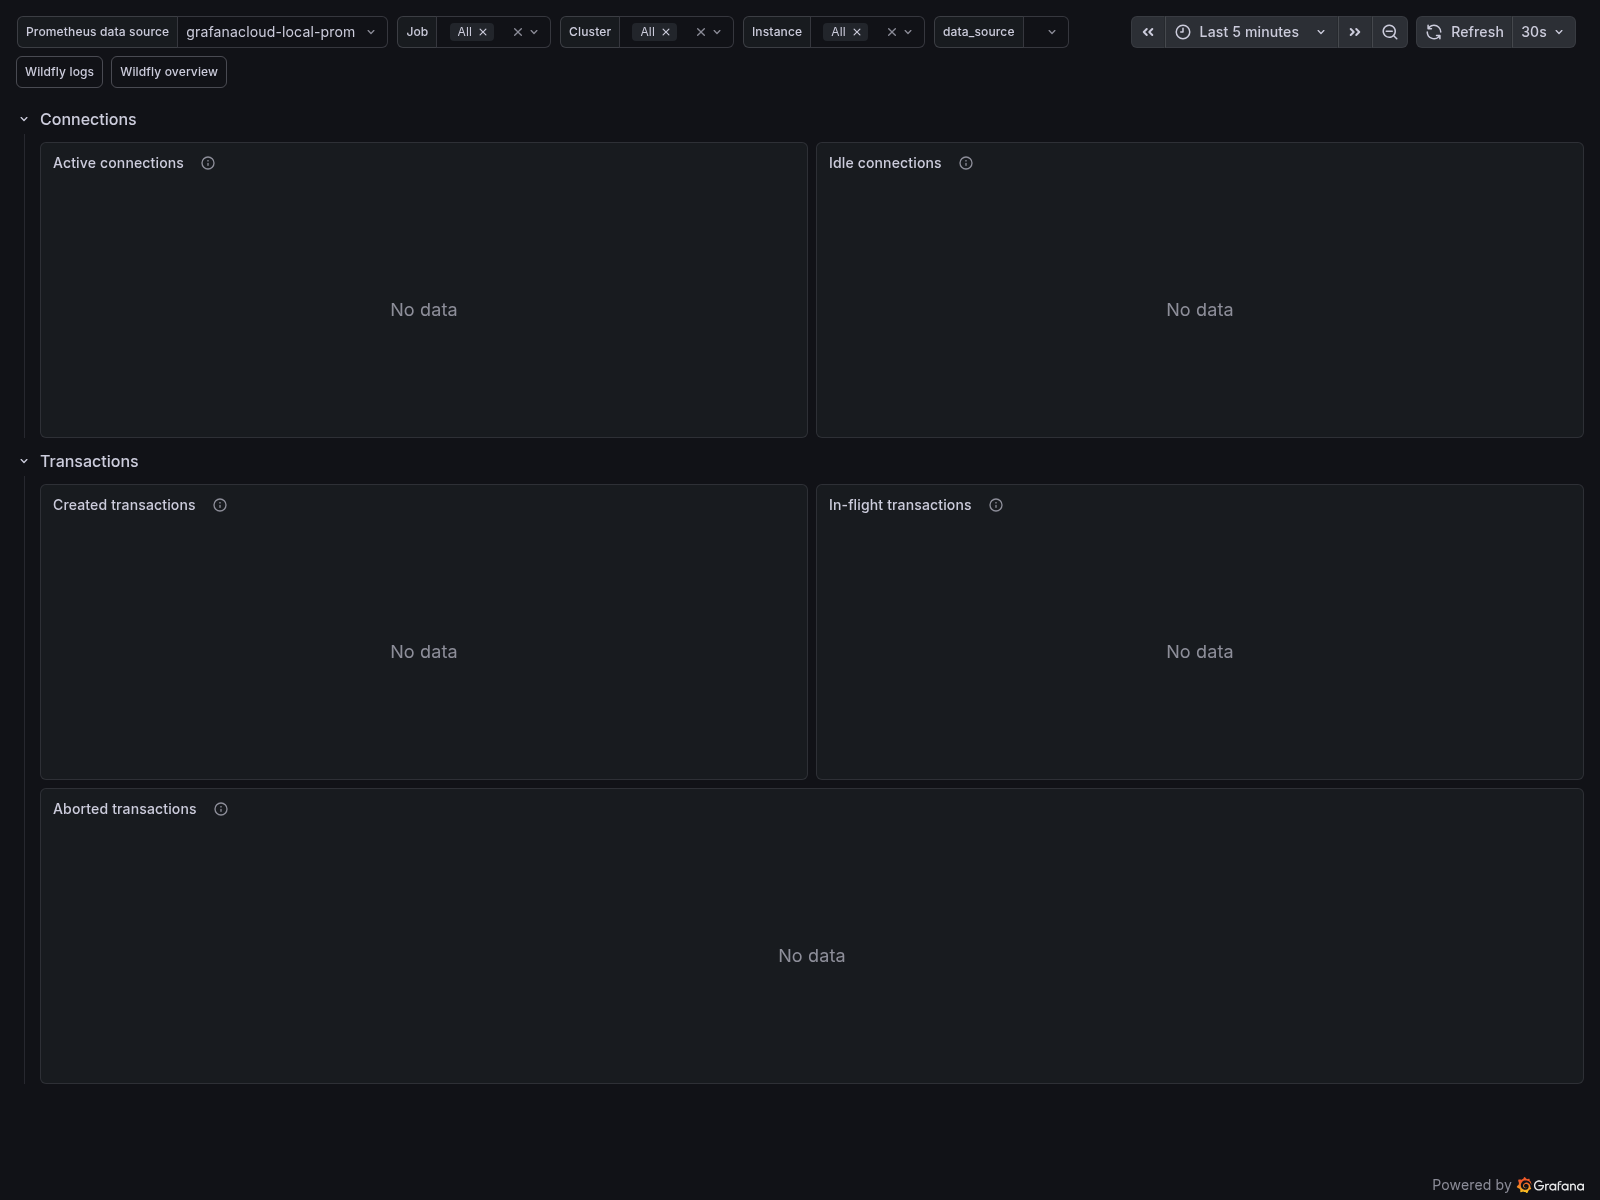 Prometheus data source grafanacloud-local-prom Job All Cluster All Instance All data_source Last 5 minutes Refresh 30s
Wildfly logs Wildfly overview
Connections
Active connections Idle connections
No data No data
Transactions
Created transactions In-flight transactions
No data No data
Aborted transactions
No data
Powered by Grafana